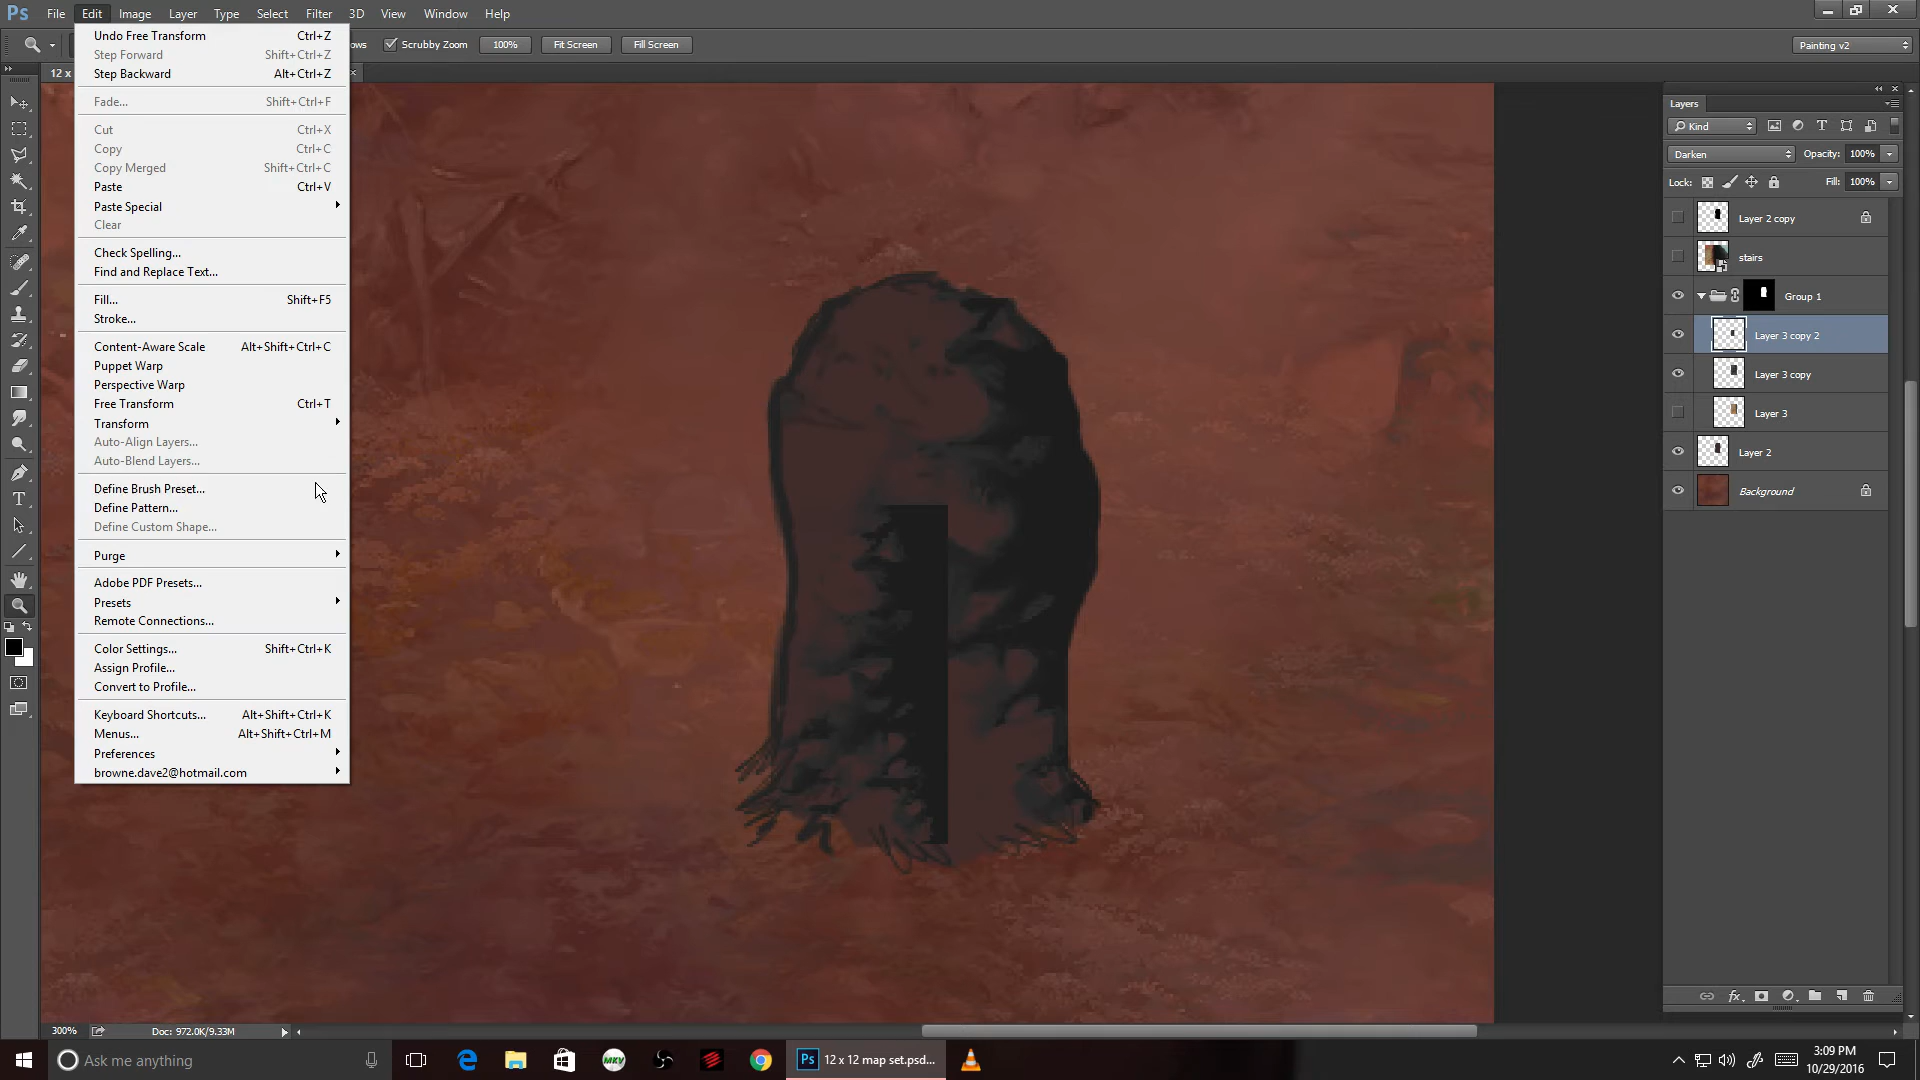 Ps File Edit Image Layer Type Select Filter 3D View Window Help
Scrubby Zoom 100% Fit Screen Fill Screen Painting v2
12 x
Undo Free Transform Ctrl+Z
Step Forward Shift+Ctrl+Z
Step Backward Alt+Ctrl+Z
Fade... Shift+Ctrl+F
Cut Ctrl+X
Copy Ctrl+C
Copy Merged Shift+Ctrl+C
Paste Ctrl+V
Paste Special
Clear
Check Spelling...
Find and Replace Text...
Fill... Shift+F5
Stroke...
Content-Aware Scale Alt+Shift+Ctrl+C
Puppet Warp
Perspective Warp
Free Transform Ctrl+T
Transform
Auto-Align Layers...
Auto-Blend Layers...
Define Brush Preset...
Define Pattern...
Define Custom Shape...
Purge
Adobe PDF Presets...
Presets
Remote Connections...
Color Settings... Shift+Ctrl+K
Assign Profile...
Convert to Profile...
Keyboard Shortcuts... Alt+Shift+Ctrl+K
Menus... Alt+Shift+Ctrl+M
Preferences
browne.dave2@hotmail.com
Layers
Kind
Darken Opacity: 100%
Lock: Fill: 100%
Layer 2 copy
stairs
Group 1
Layer 3 copy 2
Layer 3 copy
Layer 3
Layer 2
Background
fx
300% Doc: 972.0K/9.33M
Ask me anything
MKV
Ps 12 x 12 map set.psd...
3:09 PM
10/29/2016